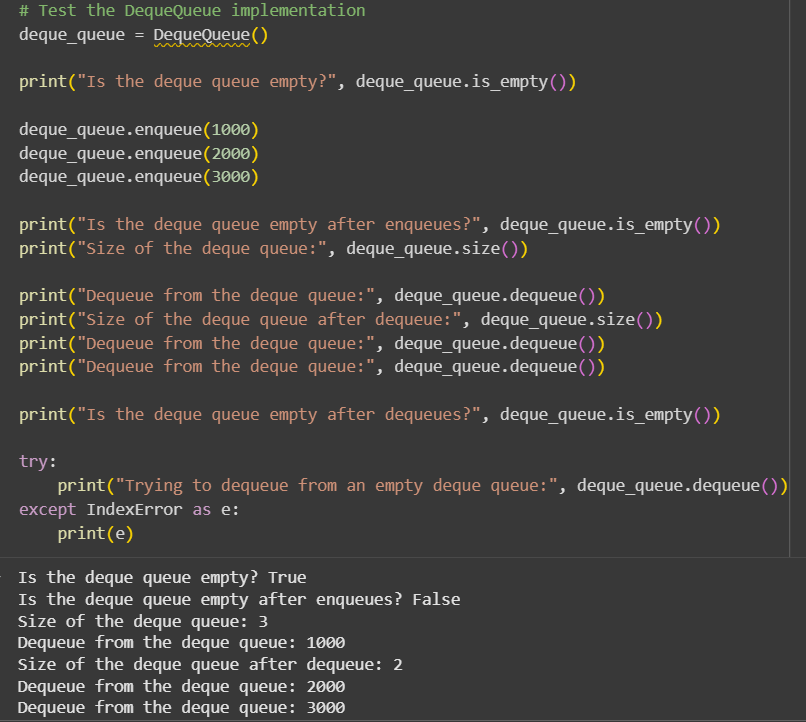 # Test the DequeQueue implementation
deque_queue = DequeQueue()
print("Is the deque queue empty?", deque_queue.is_empty())
deque_queue.enqueue(1000)
deque_queue.enqueue(2000)
deque_queue.enqueue(3000)
print("Is the deque queue empty after enqueues?", deque_queue.is_empty())
print("Size of the deque queue:", deque_queue.size())
print("Dequeue from the deque queue:", deque_queue.dequeue())
print("Size of the deque queue after dequeue:", deque_queue.size())
print("Dequeue from the deque queue:", deque_queue.dequeue())
print("Dequeue from the deque queue:", deque_queue.dequeue())
print("Is the deque queue empty after dequeues?", deque_queue.is_empty())
try:
    print("Trying to dequeue from an empty deque queue:", deque_queue.dequeue())
except IndexError as e:
    print(e)
Is the deque queue empty? True
Is the deque queue empty after enqueues? False
Size of the deque queue: 3
Dequeue from the deque queue: 1000
Size of the deque queue after dequeue: 2
Dequeue from the deque queue: 2000
Dequeue from the deque queue: 3000